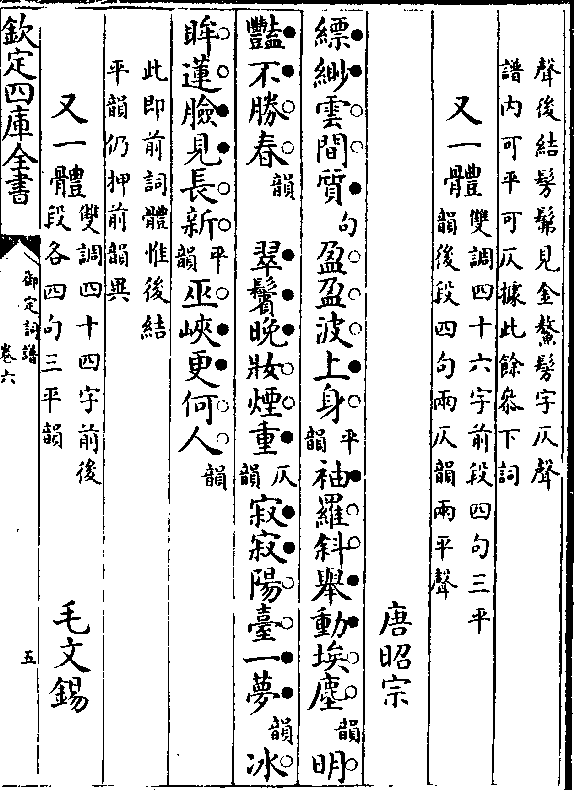 聲後結髣髴見金鰲髣字仄聲
譜內可平可仄據此餘叅下詞
又一體 雙調四十六字前段四句三平
韻後段四句兩仄韻兩平聲
唐昭宗
縹緲雲間質句 盈盈波上身平韻 袖羅斜舉動埃塵韻 明
豔不勝春韻 翠鬢晚妝煙重仄韻 寂寂陽臺一夢韻 冰
眸蓮臉見長新平韻 巫峽更何人韻
此即前詞體惟後結
平韻仍押前韻異
又一體 雙調四十四字前後
段各四句三平韻
毛文錫
欽定四庫全書
御定詞譜
卷六
五